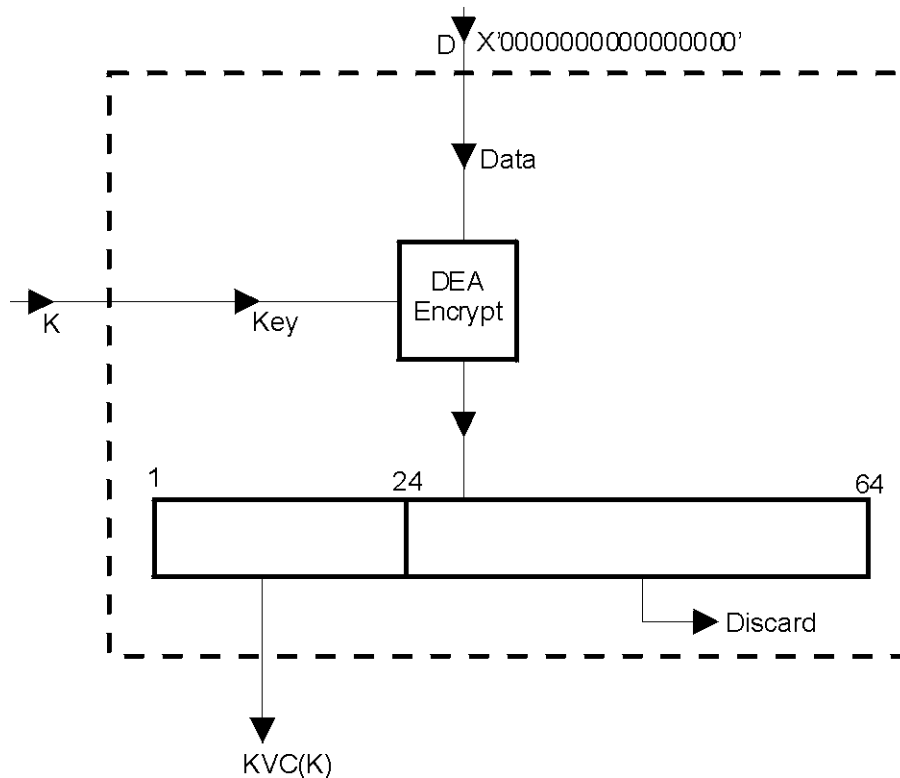 D X'0000000000000000'
Data
DEA
Encrypt
K
Key
1
24
64
Discard
KVC(K)